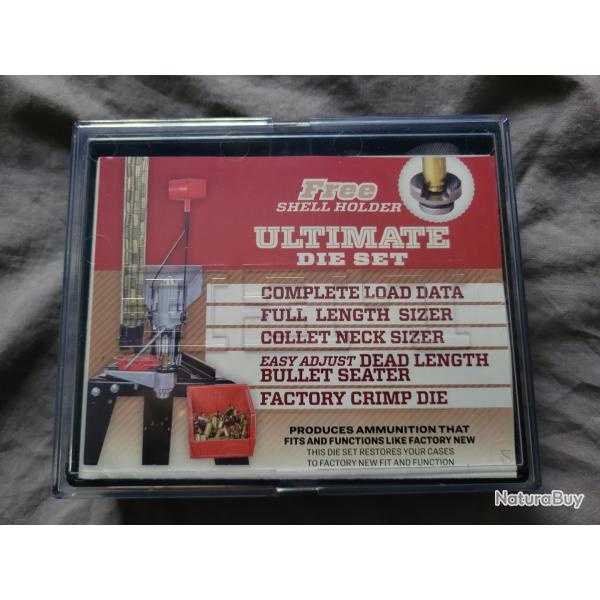 Free
SHELL HOLDER
ULTIMATE
DIE SET
COMPLETE LOAD DATA
FULL LENGTH SIZER
COLLET NECK SIZER
EASY ADJUST DEAD LENGTH
BULLET SEATER
FACTORY CRIMP DIE
PRODUCES AMMUNITION THAT
FITS AND FUNCTIONS LIKE FACTORY NEW
THIS DIE SET RESTORES YOUR CASES
TO FACTORY NEW FIT AND FUNCTION
NaturaBuy